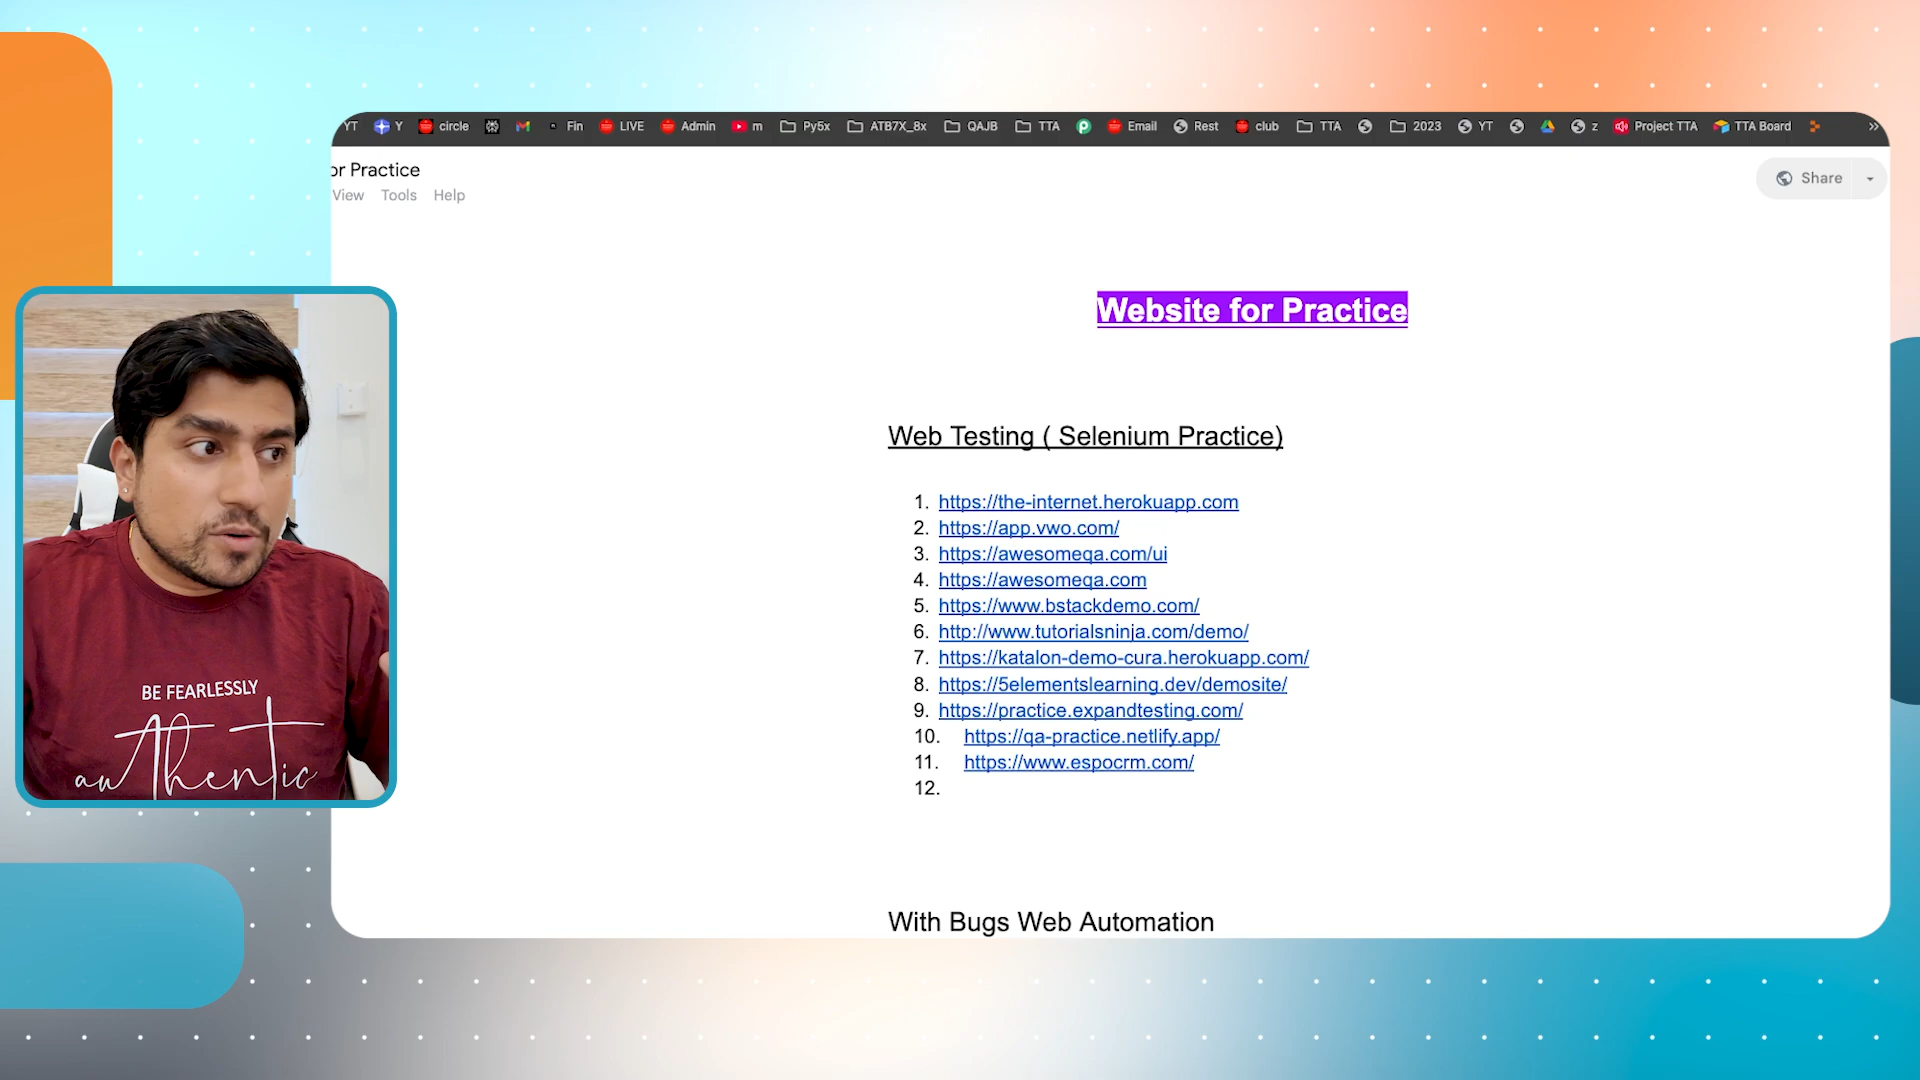 YT Y circle Fin LIVE Admin m Py5x ATB7X_8x QAJB TTA Email Rest club TTA 2023 YT z Project TTA TTA Board »
or Practice
View Tools Help
Share
Website for Practice
Web Testing ( Selenium Practice)
1. https://the-internet.herokuapp.com
2. https://app.vwo.com/
3. https://awesomeqa.com/ui
4. https://awesomeqa.com
5. https://www.bstackdemo.com/
6. http://www.tutorialsninja.com/demo/
7. https://katalon-demo-cura.herokuapp.com/
8. https://5elementslearning.dev/demosite/
9. https://practice.expandtesting.com/
10. https://qa-practice.netlify.app/
11. https://www.espocrm.com/
12.
With Bugs Web Automation
BE FEARLESSLY
authentic